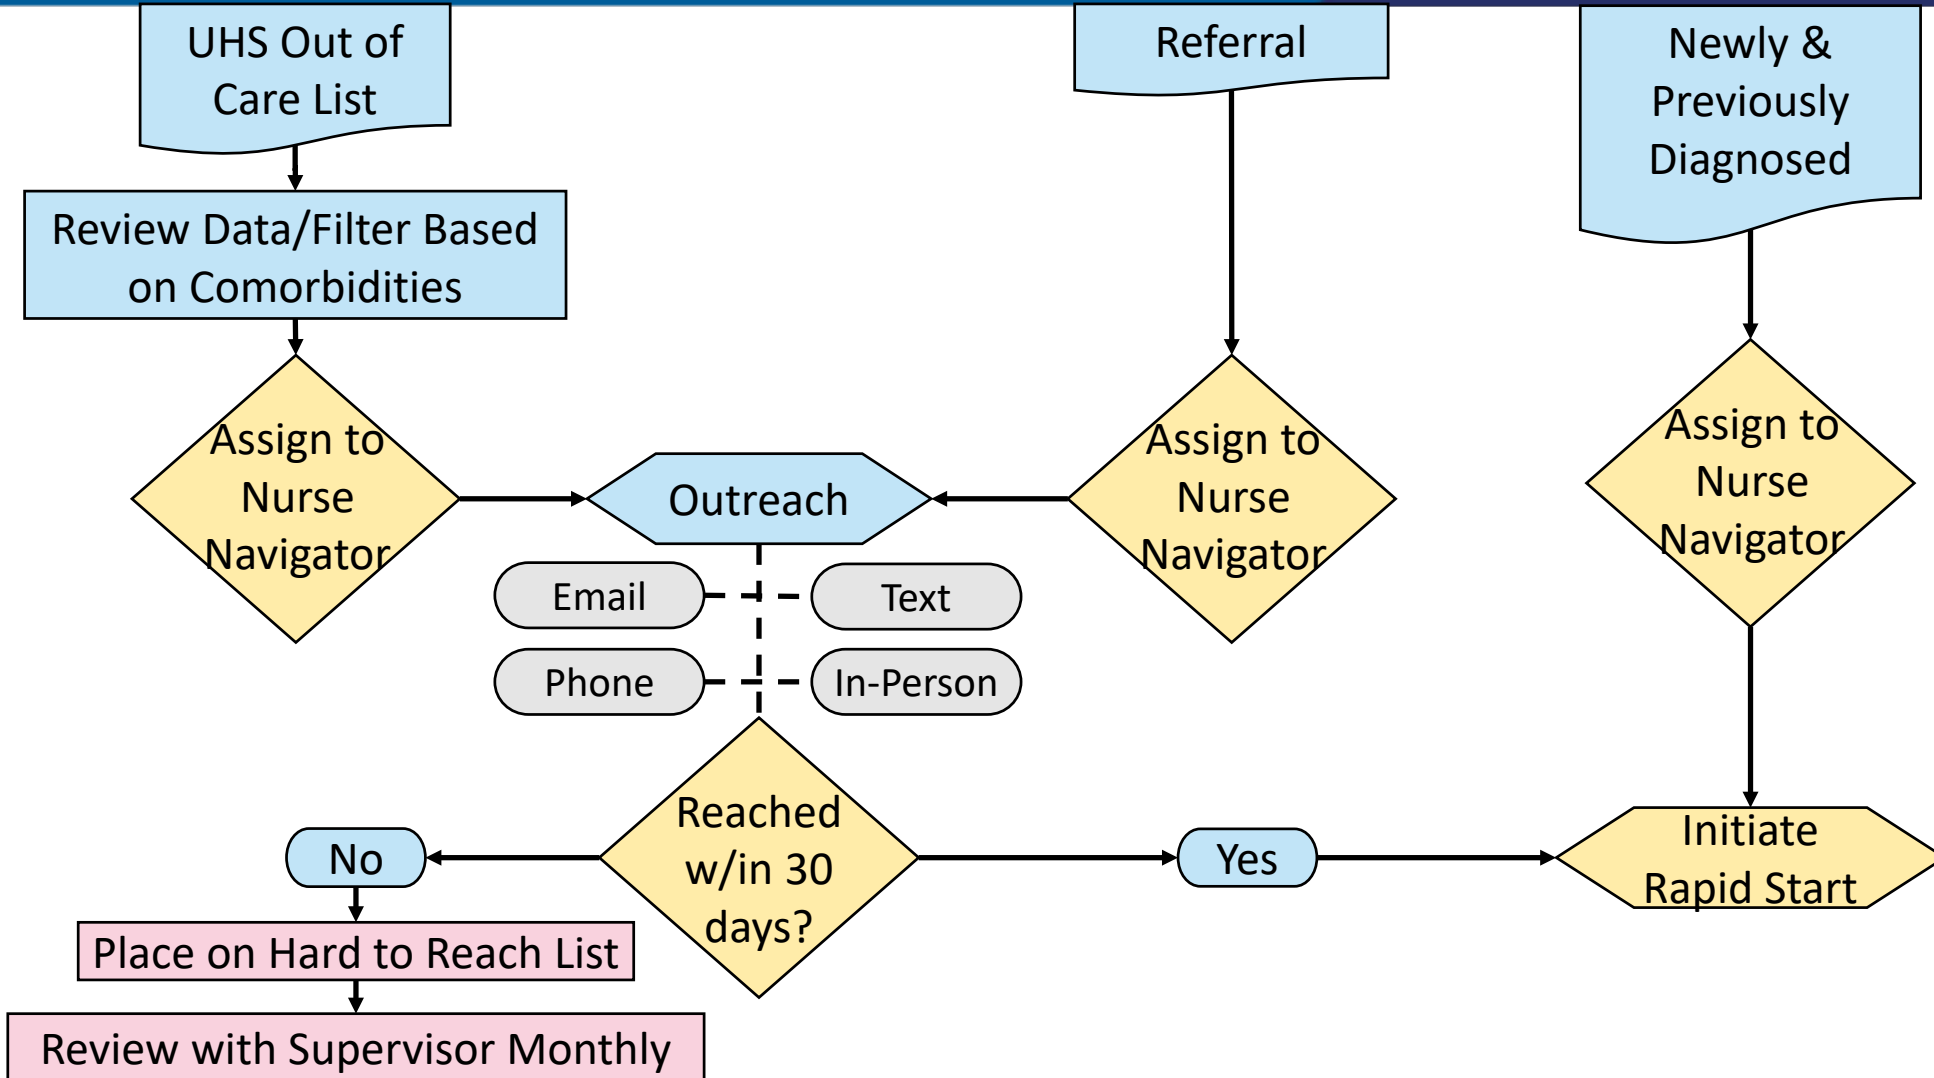 UHS Out of
Care List
Referral
Newly &
Previously
Diagnosed
Review Data/Filter Based
on Comorbidities
Assign to
Nurse
Navigator
Outreach
Assign to
Nurse
Navigator
Assign to
Nurse
Navigator
Email
Text
Phone
In-Person
Reached
w/in 30
days?
No
Yes
Initiate
Rapid Start
Place on Hard to Reach List
Review with Supervisor Monthly